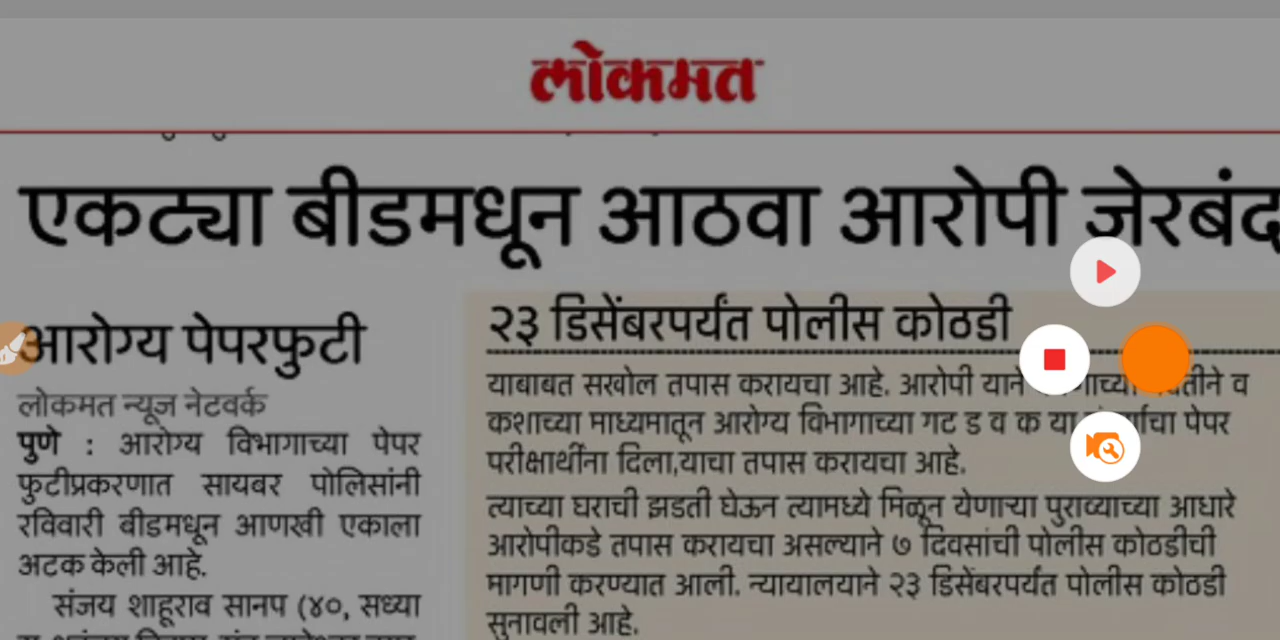 लोकमत
एकट्या बीडमधून आठवा आरोपी जेरबंद
आरोग्य पेपरफुटी
लोकमत न्यूज नेटवर्क
पुणे : आरोग्य विभागाच्या पेपर
फुटीप्रकरणात सायबर पोलिसांनी
रविवारी बीडमधून आणखी एकाला
अटक केली आहे.
संजय शाहूराव सानप (४०, सध्या
२३ डिसेंबरपर्यंत पोलीस कोठडी
याबाबत सखोल तपास करायचा आहे. आरोपी याने व
कशाच्या माध्यमातून आरोग्य विभागाच्या गट ड व क या पेपर
परीक्षार्थीना दिला,याचा तपास करायचा आहे.
त्याच्या घराची झडती घेऊन त्यामध्ये मिळून येणाऱ्या पुराव्याच्या आधारे
आरोपीकडे तपास करायचा असल्याने ७ दिवसांची पोलीस कोठडीची
मागणी करण्यात आली. न्यायालयाने २३ डिसेंबरपर्यंत पोलीस कोठडी
सुनावली आहे.